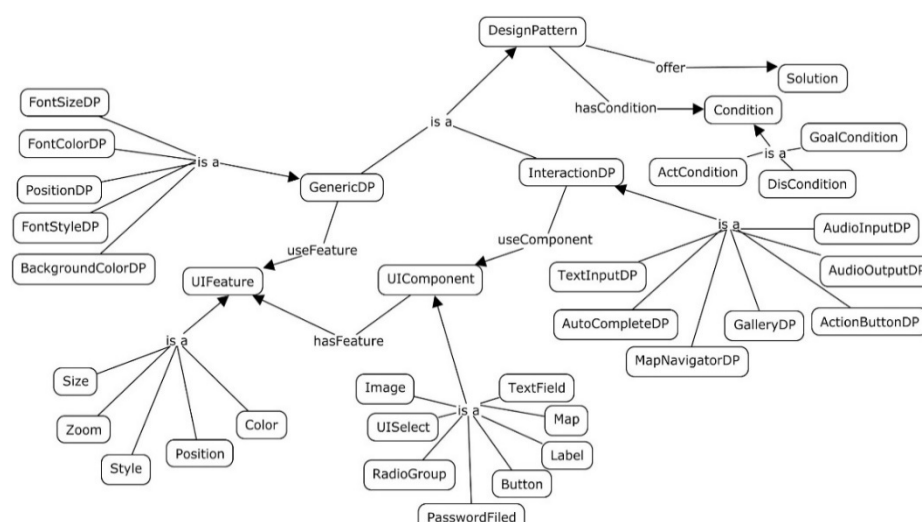 DesignPattern
offer
Solution
hasCondition
Condition
FontSizeDP
is a
GoalCondition
FontColorDP
is a
is a
ActCondition
InteractionDP
DisCondition
PositionDP
GenericDP
FontStyleDP
is a
AudioInputDP
useFeature
useComponent
BackgroundColorDP
UIFeature
UIComponent
TextInputDP
AudioOutputDP
AutoCompleteDP
GalleryDP
ActionButtonDP
is a
hasFeature
MapNavigatorDP
Size
Image
TextField
Color
is a
Map
Zoom
UISelect
Position
Label
Style
RadioGroup
Button
PasswordFiled